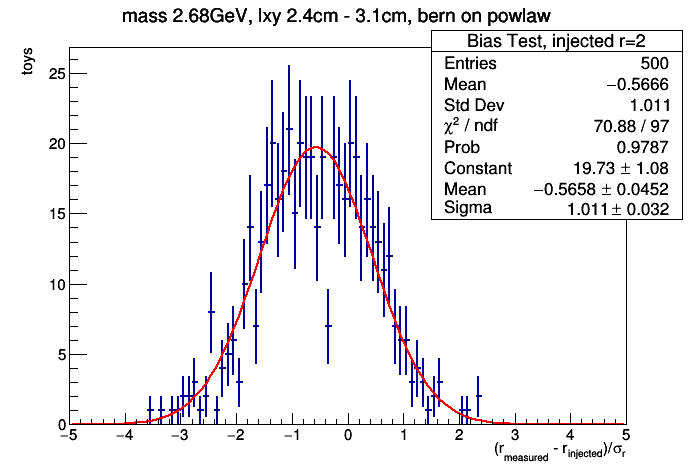 mass 2.68GeV, lxy 2.4cm - 3.1cm, bern on powlaw
Bias Test, injected r=2
Entries 500
Mean −0.5666
Std Dev 1.011
χ² / ndf 70.88 / 97
Prob 0.9787
Constant 19.73 ± 1.08
Mean −0.5658 ± 0.0452
Sigma 1.011 ± 0.032
toys
25
20
15
10
5
0
−5 −4 −3 −2 −1 0 1 2 3 4 5
(r_measured - r_injected)/σ_r